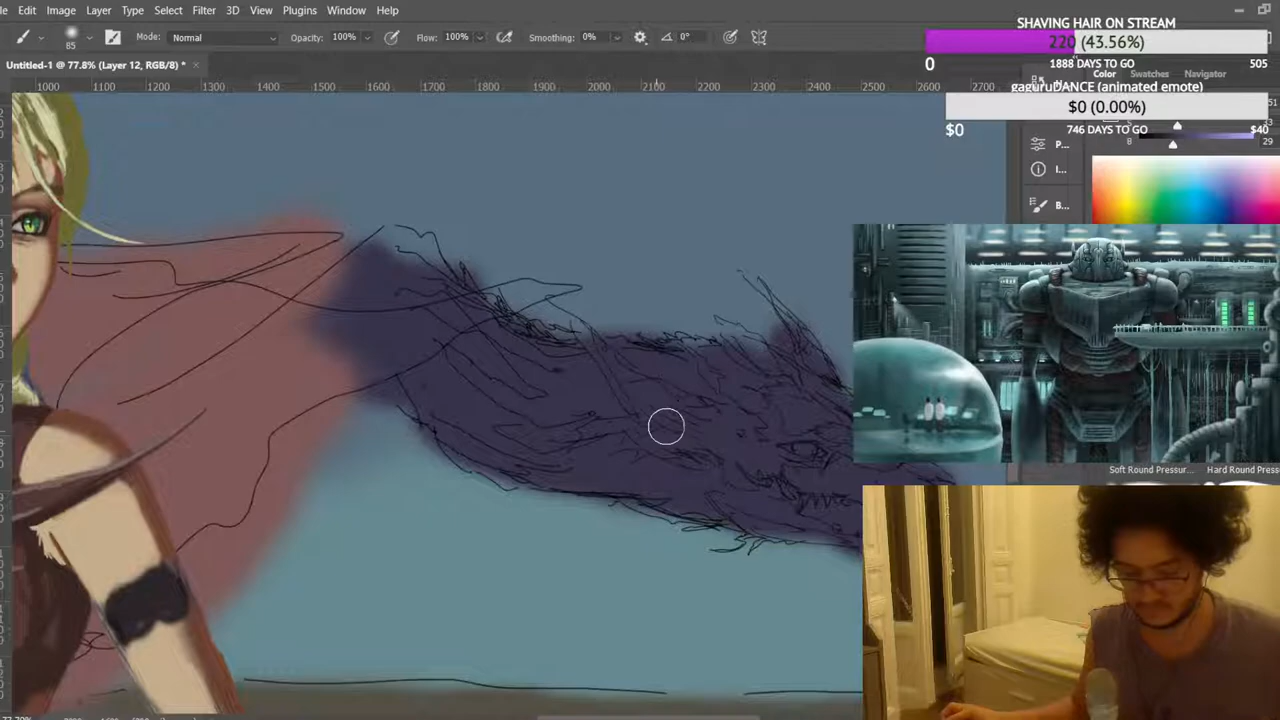 le Edit Image Layer Type Select Filter 3D View Plugins Window Help
85 Mode: Normal Opacity: 100% Flow: 100% Smoothing: 0% 0°
SHAVING HAIR ON STREAM
220 (43.56%)
0 1888 DAYS TO GO 505
Untitled-1 @ 77.8% (Layer 12, RGB/8) *
Color Swatches Navigator
gaguruDANCE (animated emote)
$0 (0.00%)
$0 746 DAYS TO GO $40
1000 1100 1200 1300 1400 1500 1600 1700 1800 1900 2000 2100 2200 2300 2400 2500 2600 2700
B 29
P...
I...
B...
Soft Round Pressur... Hard Round Press